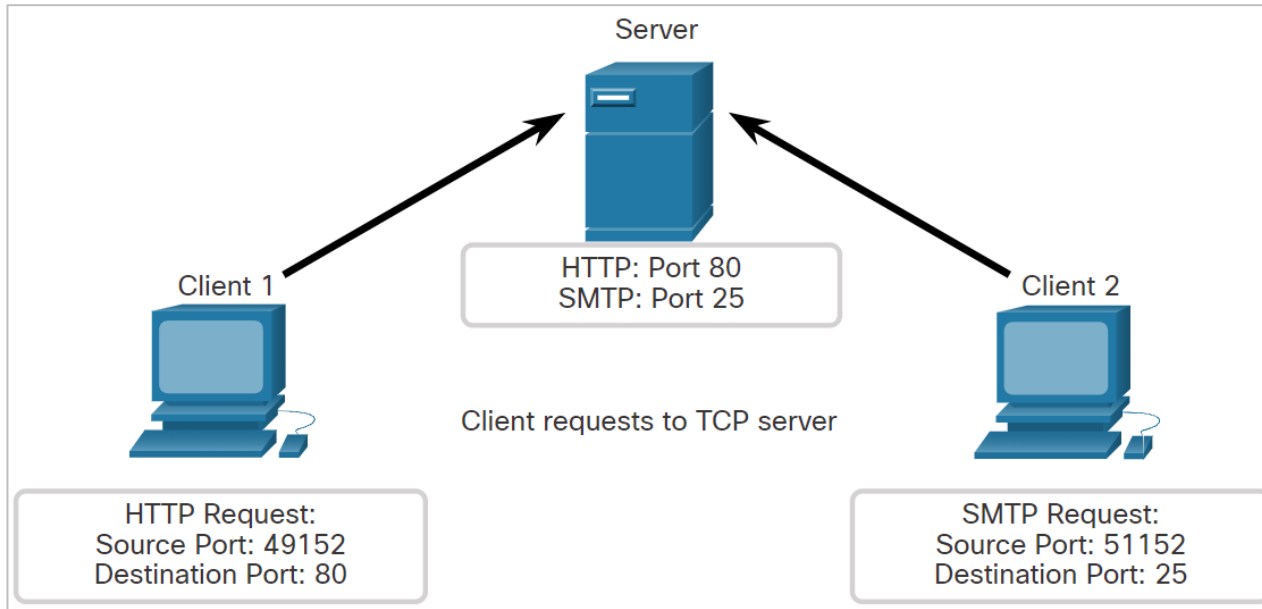 Server
HTTP: Port 80
SMTP: Port 25
Client 1
Client 2
Client requests to TCP server
HTTP Request:
Source Port: 49152
Destination Port: 80
SMTP Request:
Source Port: 51152
Destination Port: 25